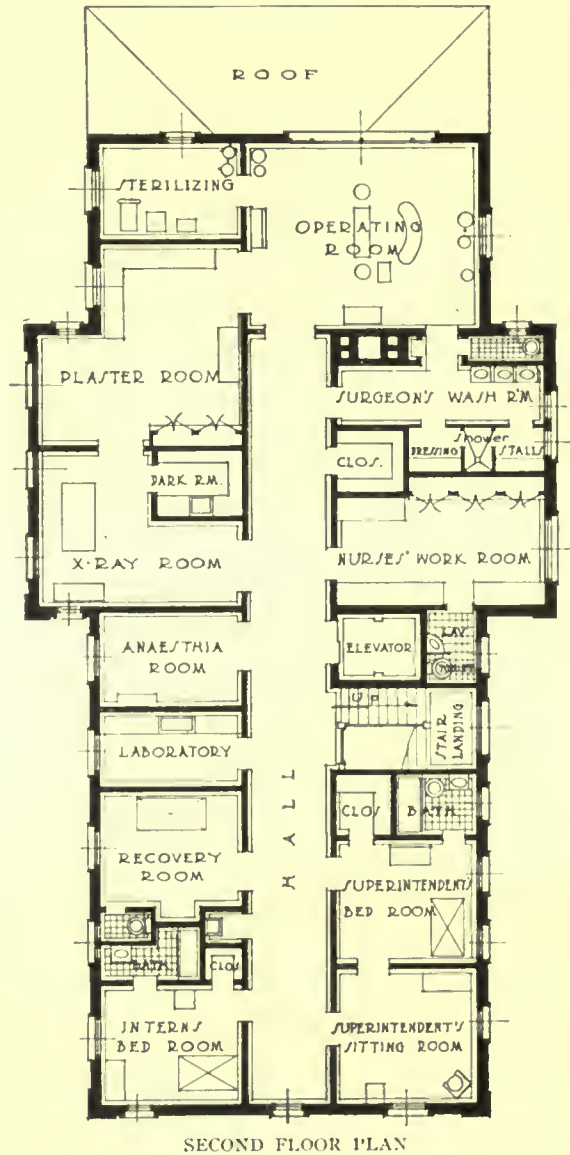 ROOF
STERILIZING
OPERATING
ROOM
PLASTER ROOM
SURGEON'S WASH R'M
DRESSING
Shower
STALLS
CLOS.
DARK RM.
X-RAY ROOM
NURSES' WORK ROOM
ANAESTHIA
ROOM
ELEVATOR
LAV.
TOILET
UP
STAIR
LANDING
LABORATORY
HALL
CLOS
BATH
RECOVERY
ROOM
SUPERINTENDENTS
BED ROOM
BATH
CLOS
INTERNS
BED ROOM
SUPERINTENDENT'S
SITTING ROOM
SECOND FLOOR PLAN